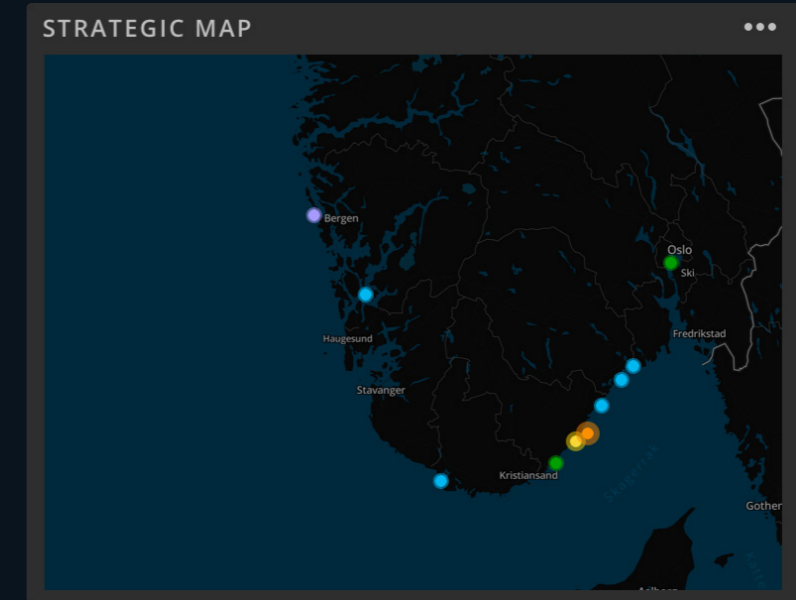 STRATEGIC MAP
Bergen
Oslo
Ski
Fredrikstad
Haugesund
Stavanger
Skagerrak
Kristiansand
Gother